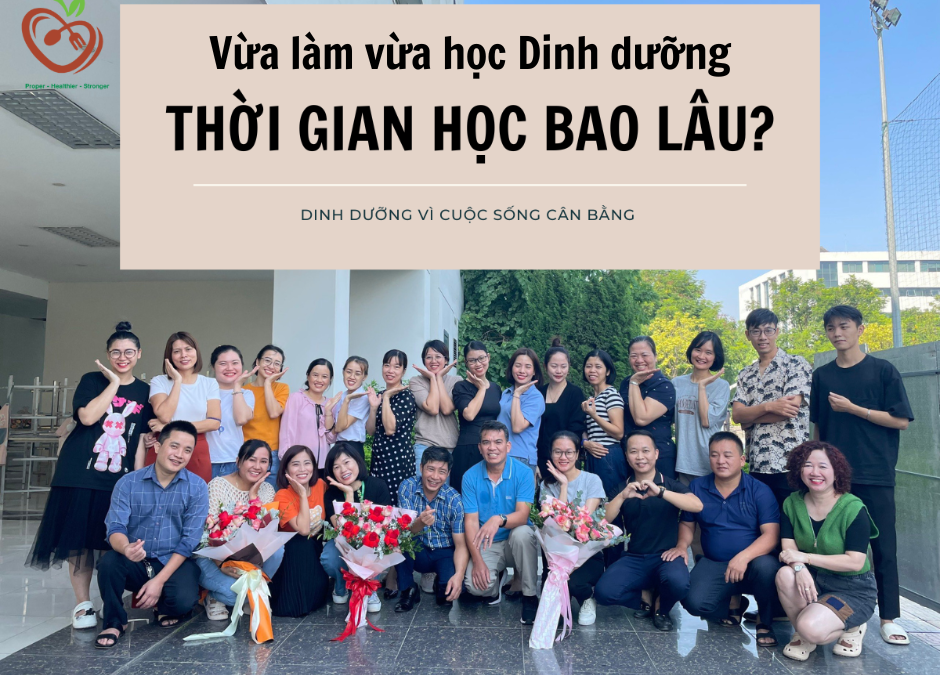 Proper - Healthier - Stronger
Vừa làm vừa học Dinh dưỡng
THỜI GIAN HỌC BAO LÂU?
DINH DƯỠNG VÌ CUỘC SỐNG CÂN BẰNG